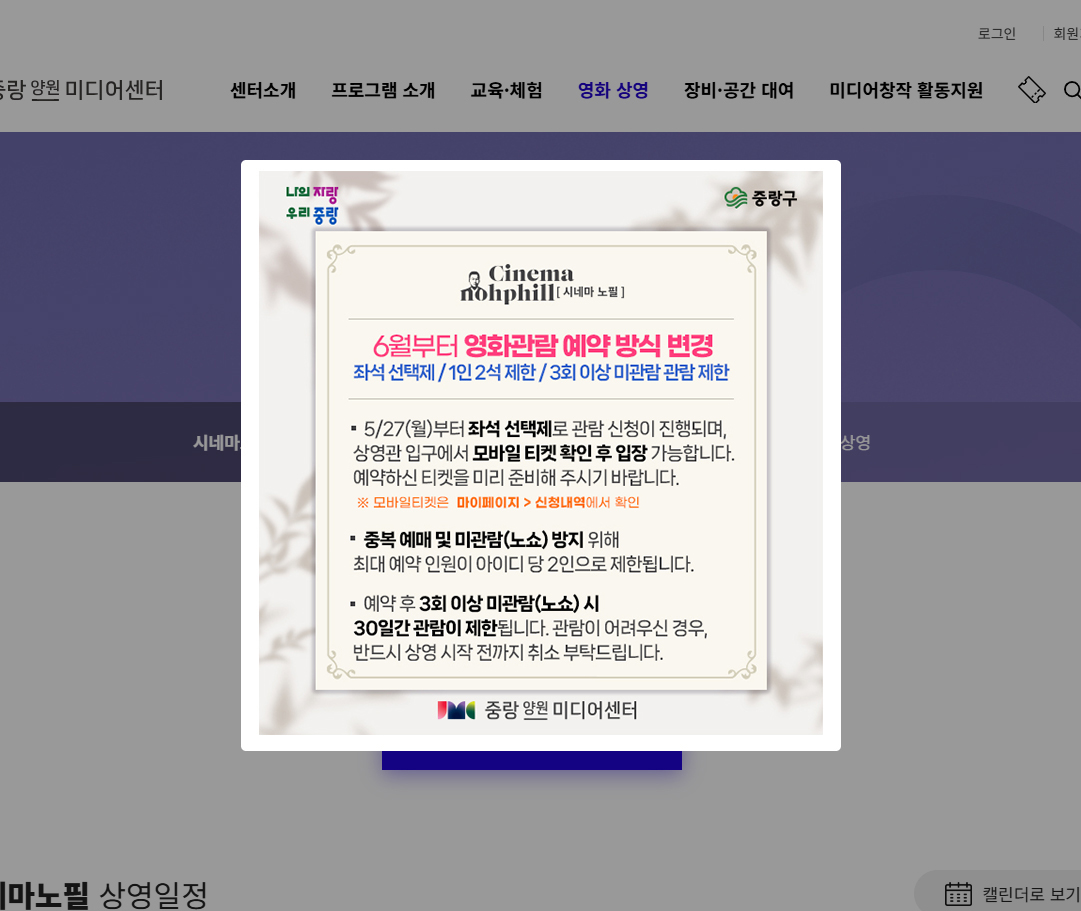 로그인
회원
중랑 양원 미디어센터
센터소개
프로그램 소개
교육·체험
영화 상영
장비·공간 대여
미디어창작 활동지원
나의 자랑
우리 중랑
중랑구
Cinema
nohphill [ 시네마 노필 ]
6월부터 영화관람 예약 방식 변경
좌석 선택제 / 1인 2석 제한 / 3회 이상 미관람 관람 제한
시네마
상영
▪ 5/27(월)부터 좌석 선택제로 관람 신청이 진행되며,
상영관 입구에서 모바일 티켓 확인 후 입장 가능합니다.
예약하신 티켓을 미리 준비해 주시기 바랍니다.
※ 모바일티켓은 마이페이지 > 신청내역에서 확인
▪ 중복 예매 및 미관람(노쇼) 방지 위해
최대 예약 인원이 아이디 당 2인으로 제한됩니다.
▪ 예약 후 3회 이상 미관람(노쇼) 시
30일간 관람이 제한됩니다. 관람이 어려우신 경우,
반드시 상영 시작 전까지 취소 부탁드립니다.
중랑 양원 미디어센터
네마노필 상영일정
캘린더로 보기